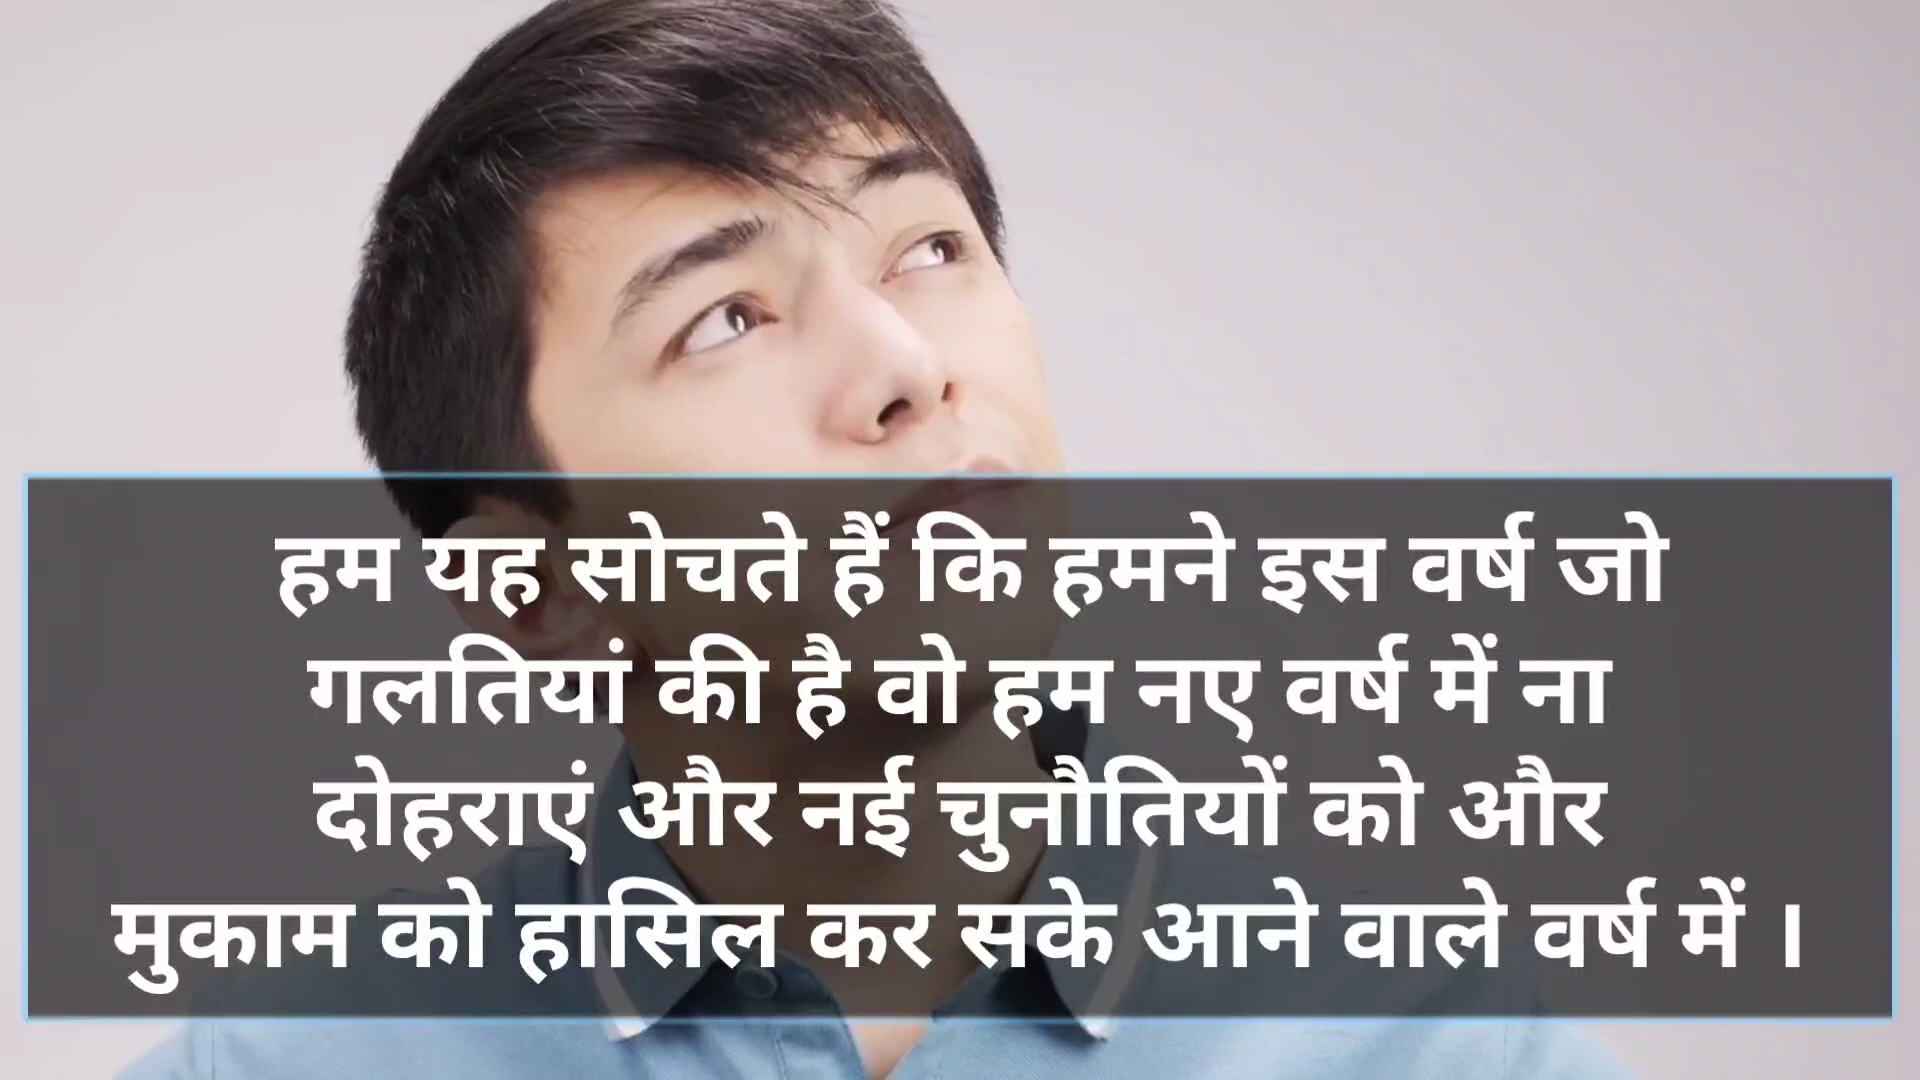 हम यह सोचते हैं कि हमने इस वर्ष जो
गलतियां की है वो हम नए वर्ष में ना
दोहराएं और नई चुनौतियों को और
मुकाम को हासिल कर सके आने वाले वर्ष में ।